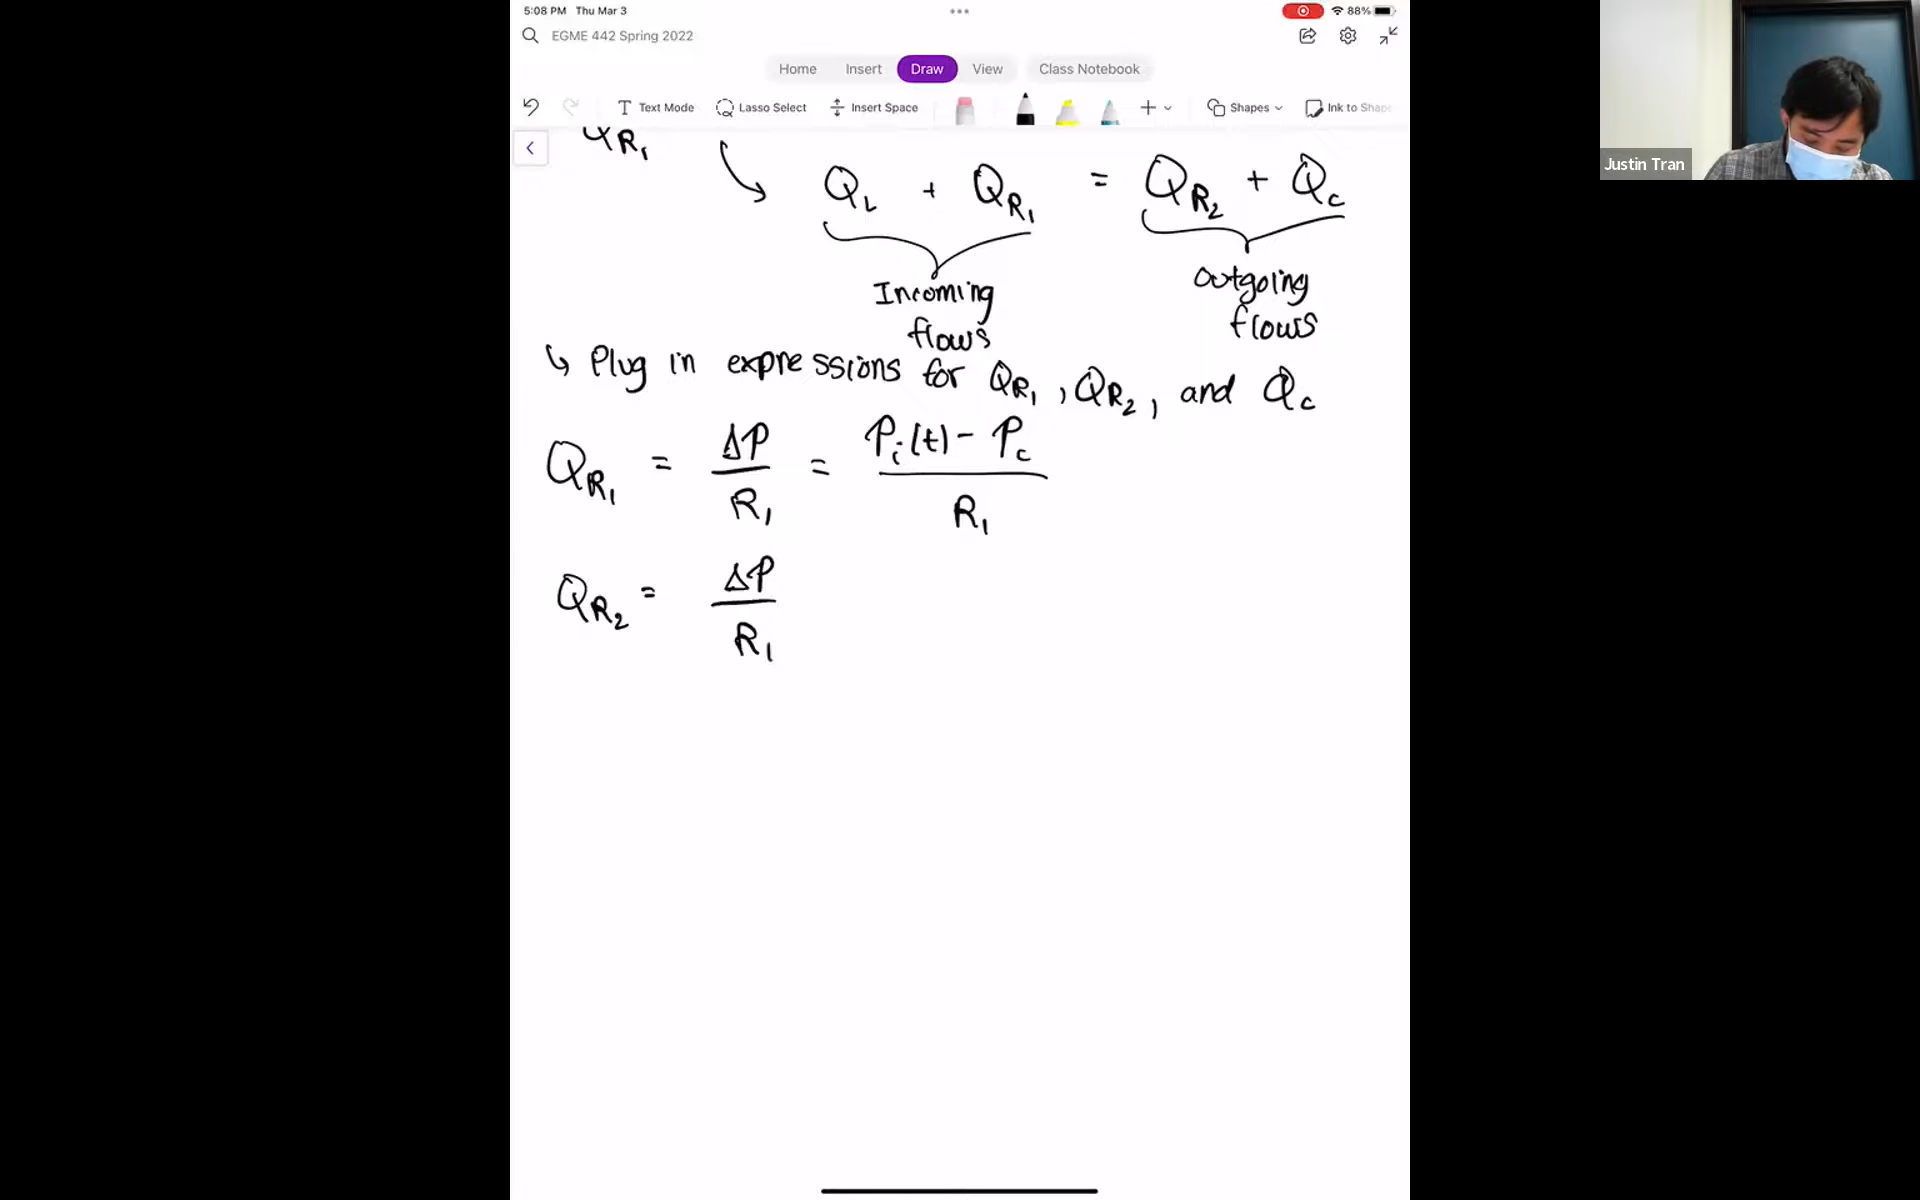 5:08 PM Thu Mar 3
88%
EGME 442 Spring 2022
Home Insert Draw View Class Notebook
Text Mode Lasso Select Insert Space Shapes Ink to Shape
Justin Tran
Q_R₁
Q_L + Q_R₁ = Q_R₂ + Q_C
Incoming flows
Outgoing flows
↳ Plug in expressions for Q_R₁, Q_R₂, and Q_C
Q_R₁ = ΔP / R₁ = P_i(t) - P_C / R₁
Q_R₂ = ΔP / R₁